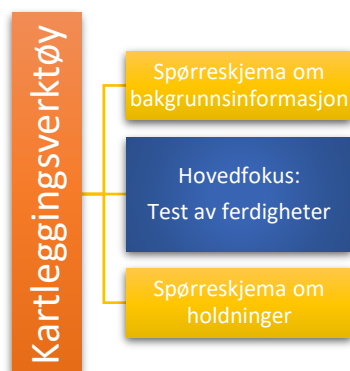 Kartleggingsverktøy
Spørreskjema om
bakgrunnsinformasjon
Hovedfokus:
Test av ferdigheter
Spørreskjema om
holdninger